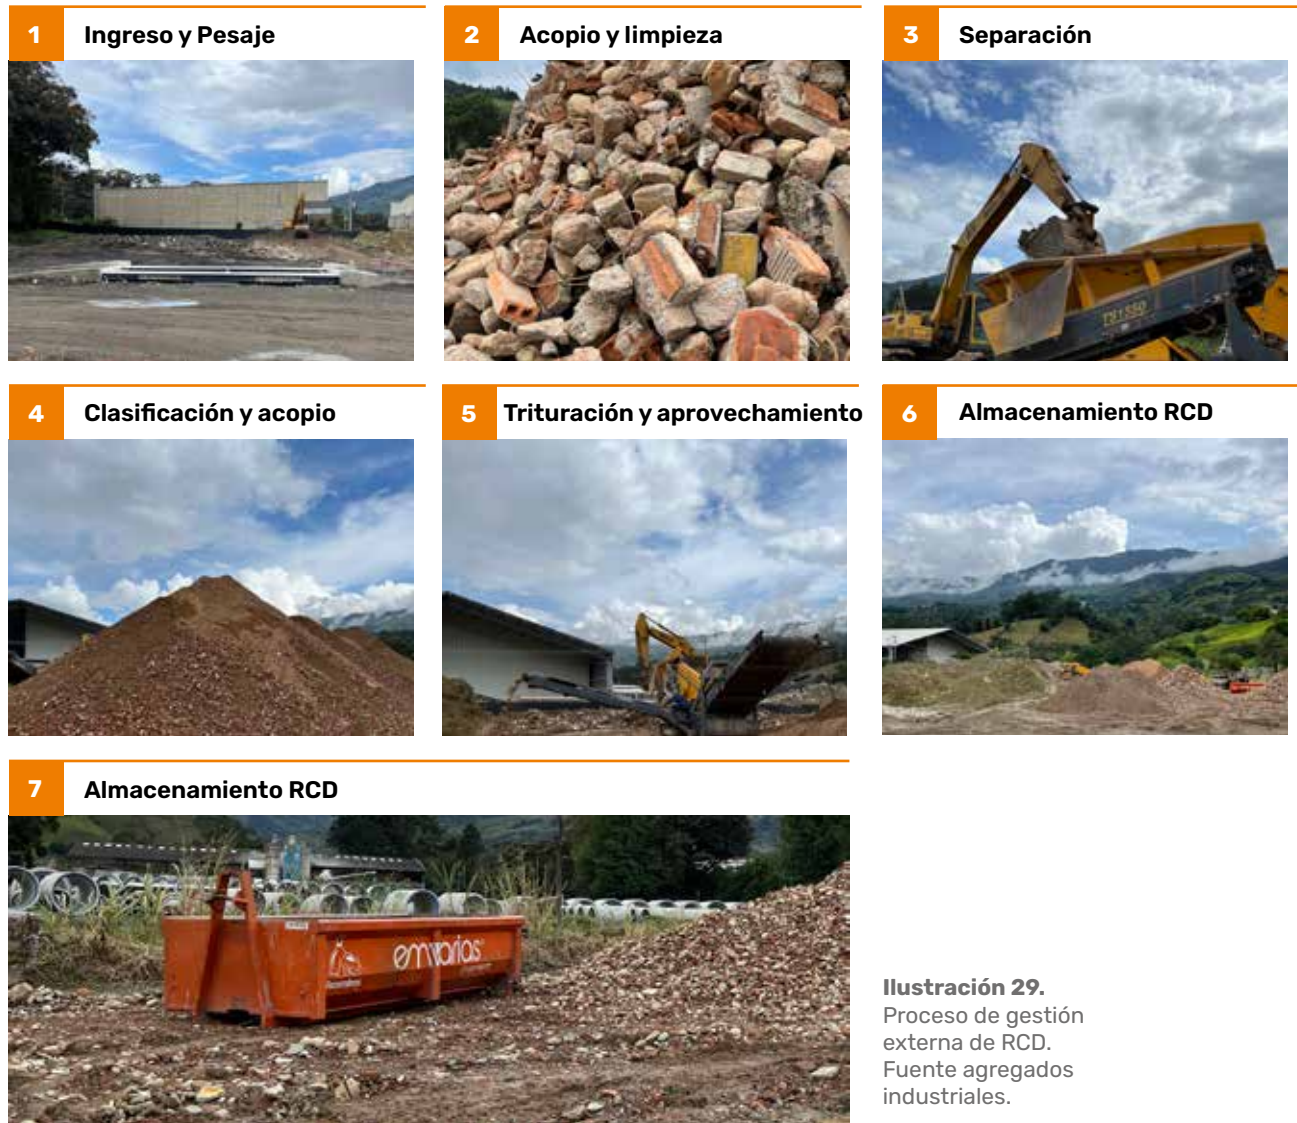 1 Ingreso y Pesaje
2 Acopio y limpieza
3 Separación
4 Clasificación y acopio
5 Trituración y aprovechamiento
6 Almacenamiento RCD
7 Almacenamiento RCD
TH1550
emvarias
Ilustración 29.
Proceso de gestión
externa de RCD.
Fuente agregados
industriales.